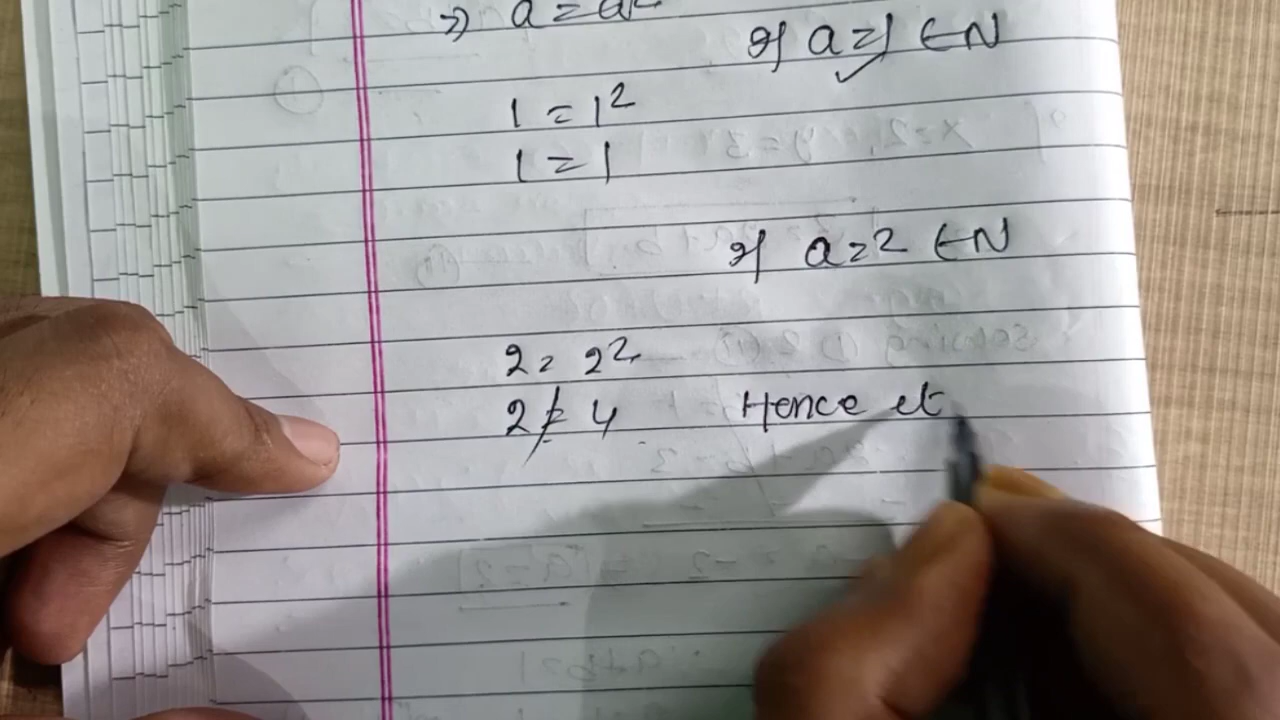 ⇒ a = a²
If a = 1 ∈ N
1 = 1²
1 = 1
If a = 2 ∈ N
2 = 2²
2 ≠ 4 Hence it